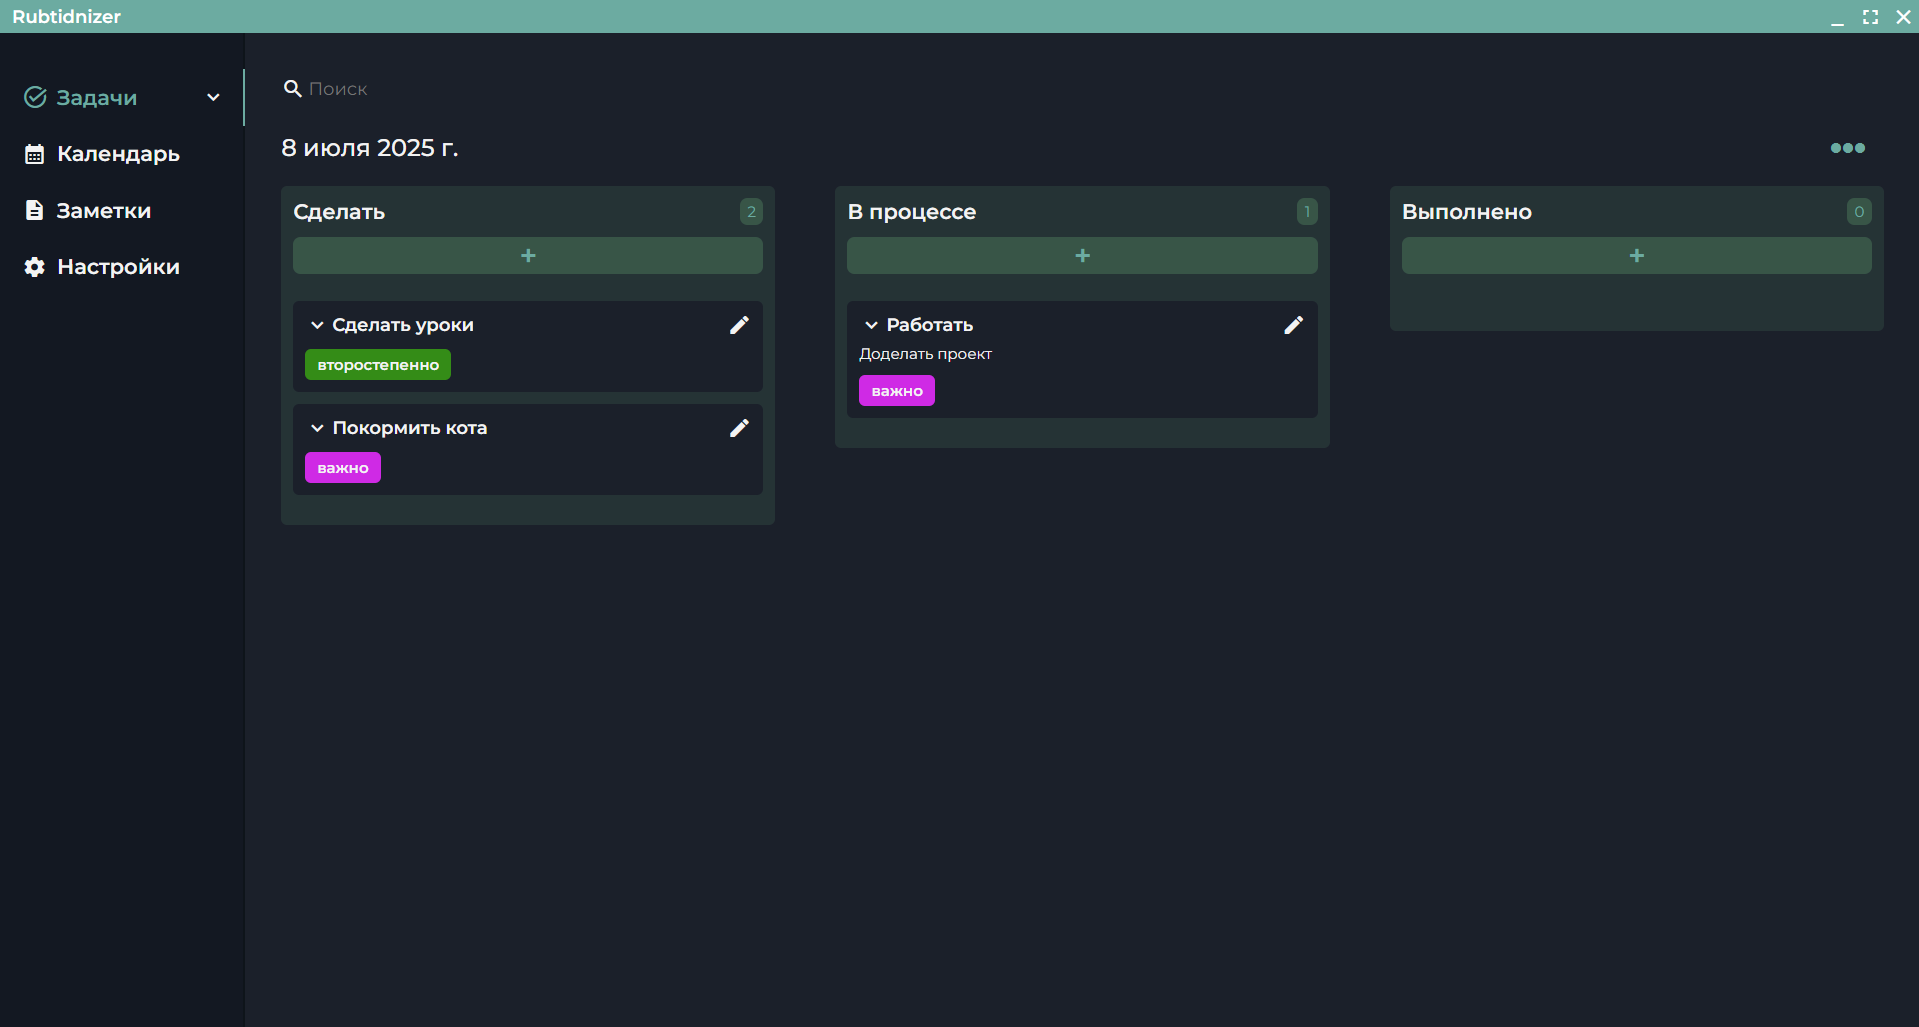 Rubtidnizer
Задачи
Календарь
Заметки
Настройки
Поиск
8 июля 2025 г.
Сделать 2
+
Сделать уроки
второстепенно
Покормить кота
важно
В процессе 1
+
Работать
Доделать проект
важно
Выполнено 0
+